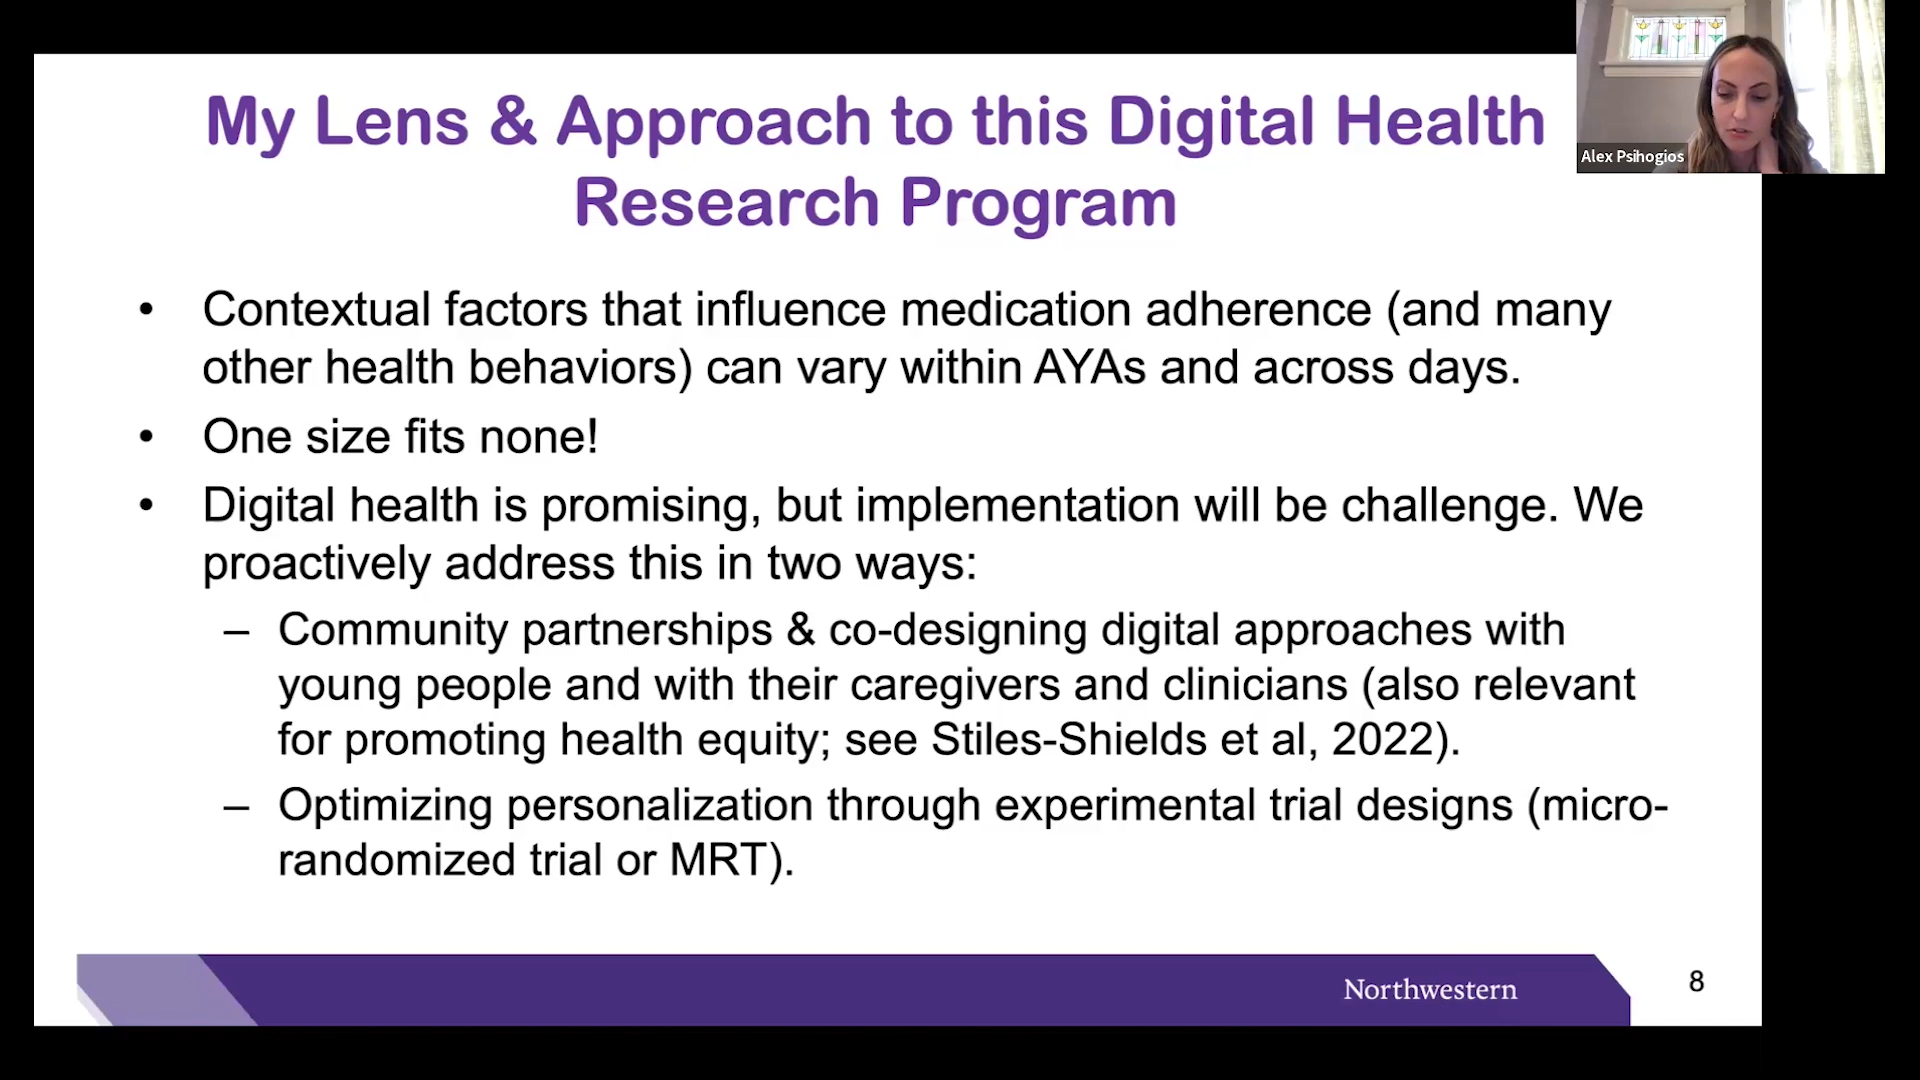 My Lens & Approach to this Digital Health
Research Program
Alex Psihogios
• Contextual factors that influence medication adherence (and many
other health behaviors) can vary within AYAs and across days.
• One size fits none!
• Digital health is promising, but implementation will be challenge. We
proactively address this in two ways:
– Community partnerships & co-designing digital approaches with
young people and with their caregivers and clinicians (also relevant
for promoting health equity; see Stiles-Shields et al, 2022).
– Optimizing personalization through experimental trial designs (micro-
randomized trial or MRT).
Northwestern
8